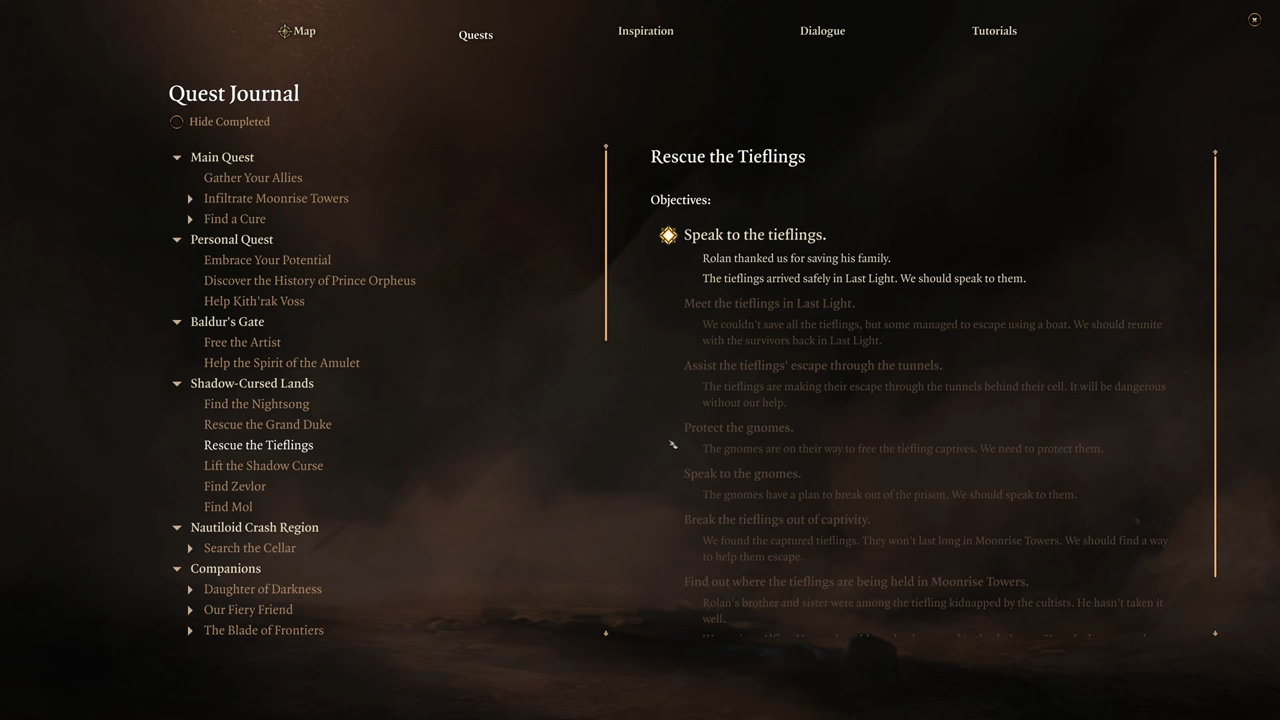 Map
Quests
Inspiration
Dialogue
Tutorials
Quest Journal
Hide Completed
Main Quest
Gather Your Allies
Infiltrate Moonrise Towers
Find a Cure
Personal Quest
Embrace Your Potential
Discover the History of Prince Orpheus
Help Kith'rak Voss
Baldur's Gate
Free the Artist
Help the Spirit of the Amulet
Shadow-Cursed Lands
Find the Nightsong
Rescue the Grand Duke
Rescue the Tieflings
Lift the Shadow Curse
Find Zevlor
Find Mol
Nautiloid Crash Region
Search the Cellar
Companions
Daughter of Darkness
Our Fiery Friend
The Blade of Frontiers
Rescue the Tieflings
Objectives:
Speak to the tieflings.
Rolan thanked us for saving his family.
The tieflings arrived safely in Last Light. We should speak to them.
Meet the tieflings in Last Light.
We couldn't save all the tieflings, but some managed to escape using a boat. We should reunite
with the survivors back in Last Light.
Assist the tieflings' escape through the tunnels.
The tieflings are making their escape through the tunnels behind their cell. It will be dangerous
without our help.
Protect the gnomes.
The gnomes are on their way to free the tiefling captives. We need to protect them.
Speak to the gnomes.
The gnomes have a plan to break out of the prison. We should speak to them.
Break the tieflings out of captivity.
We found the captured tieflings. They won't last long in Moonrise Towers. We should find a way
to help them escape.
Find out where the tieflings are being held in Moonrise Towers.
Rolan's brother and sister were among the tiefling kidnapped by the cultists. He hasn't taken it
well.